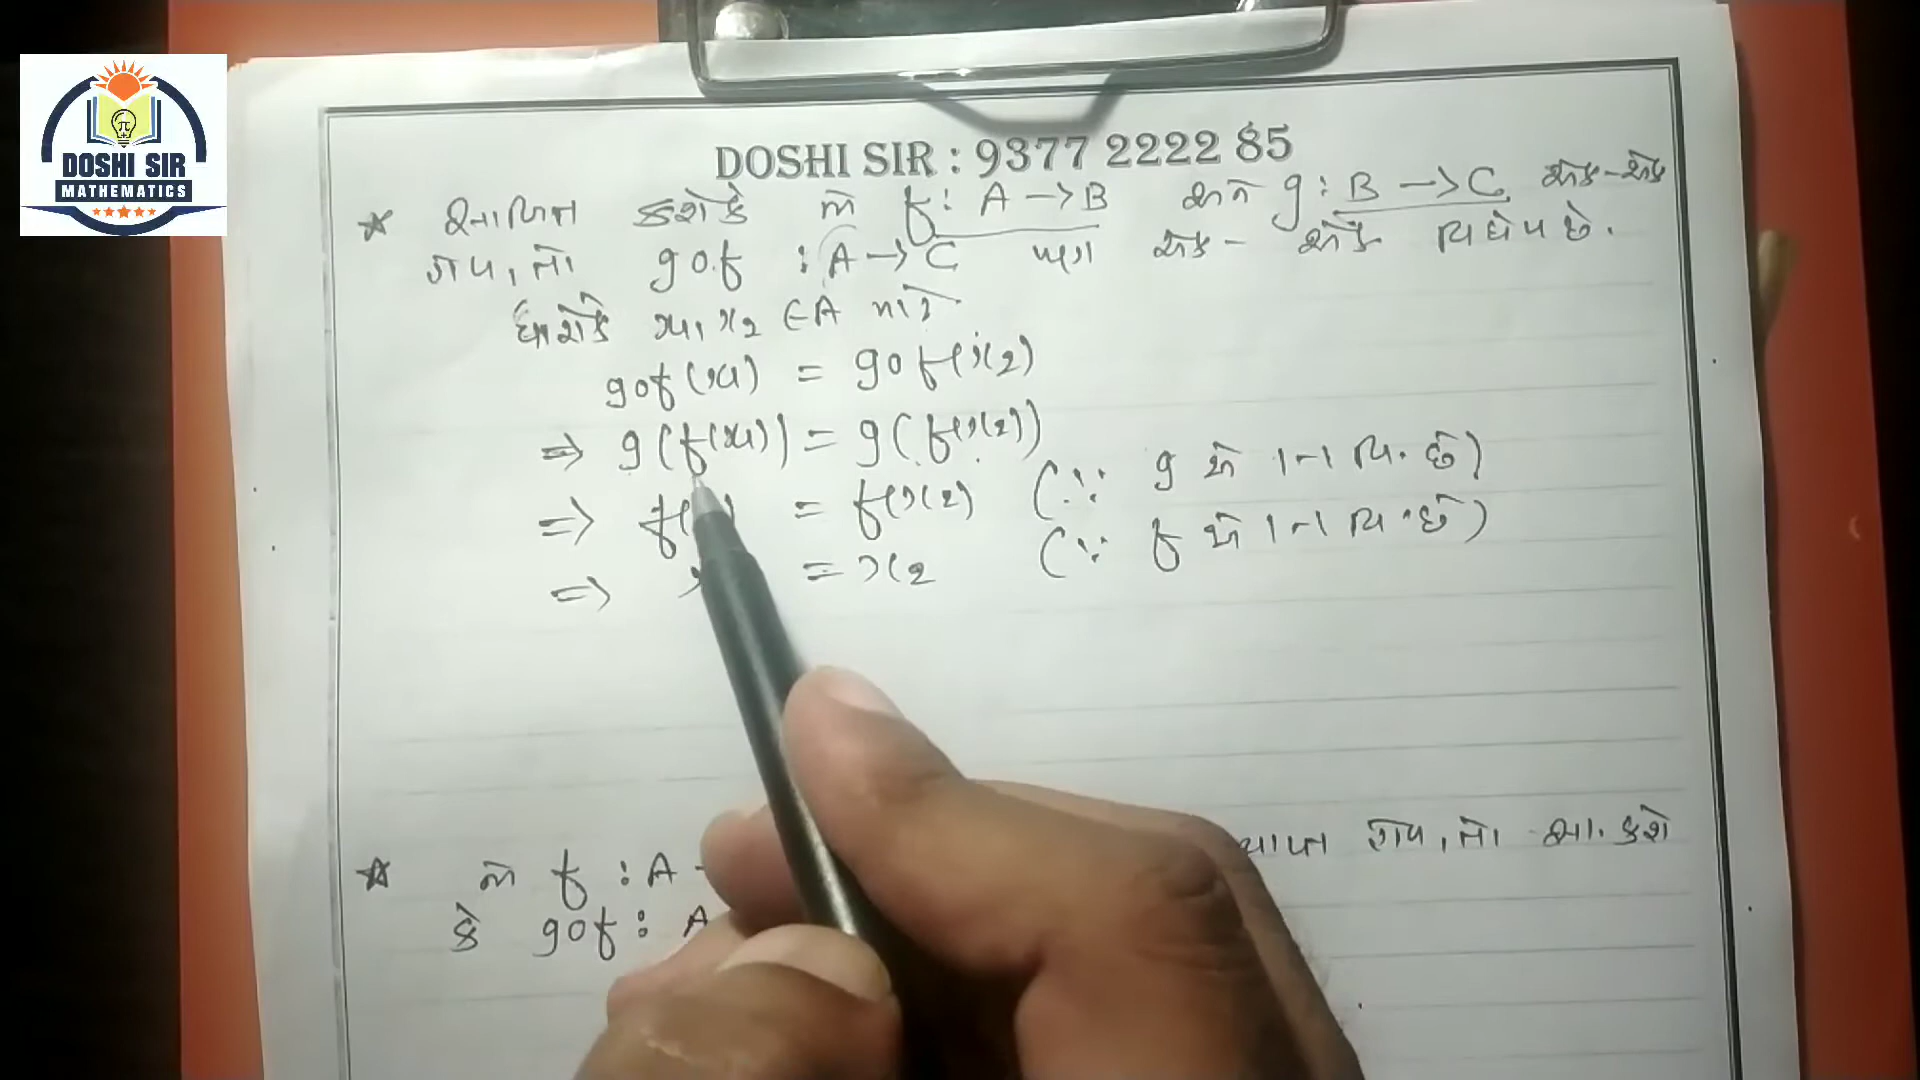 DOSHI SIR
MATHEMATICS
DOSHI SIR : 9377 2222 85
★ સાબિત કરો કે જો f : A → B અને g : B → C એક-એક
હોય, તો gof : A → C પણ એક - એક વિધેય છે.
ધારો કે x1, x2 ∈ A માટે
gof(x1) = gof(x2)
⇒ g(f(x1)) = g(f(x2))
⇒ f( ) = f(x2) (∵ g એ 1-1 વિ. છે)
⇒ = x2 (∵ f એ 1-1 વિ. છે)
★ જો f : A - વ્યાપ્ત હોય, તો સા. કરો
કે gof : A